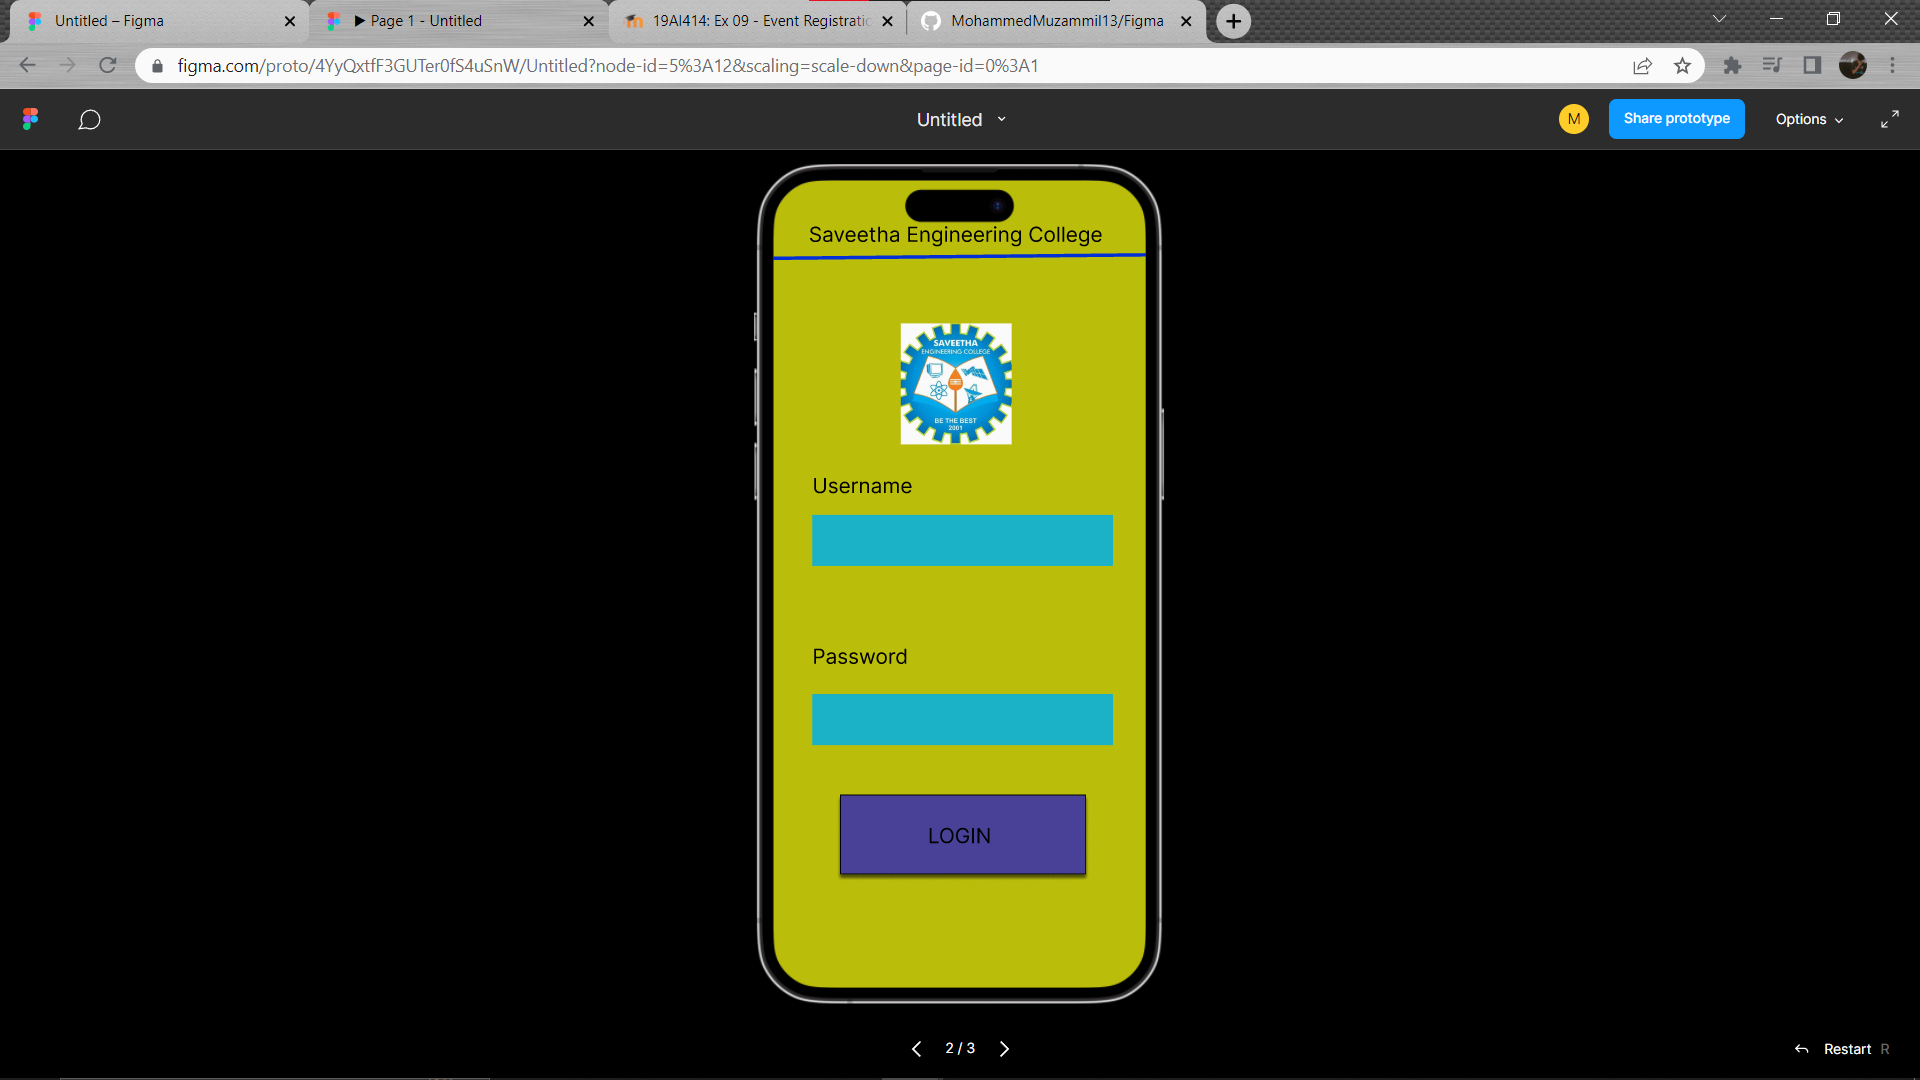 Untitled – Figma
▶ Page 1 - Untitled
19AI414: Ex 09 - Event Registratio
MohammedMuzammil13/Figma
figma.com/proto/4YyQxtfF3GUTer0fS4uSnW/Untitled?node-id=5%3A12&scaling=scale-down&page-id=0%3A1
Untitled
M
Share prototype
Options
Saveetha Engineering College
SAVEETHA
ENGINEERING COLLEGE
BE THE BEST
2001
Username
Password
LOGIN
2 / 3
Restart R